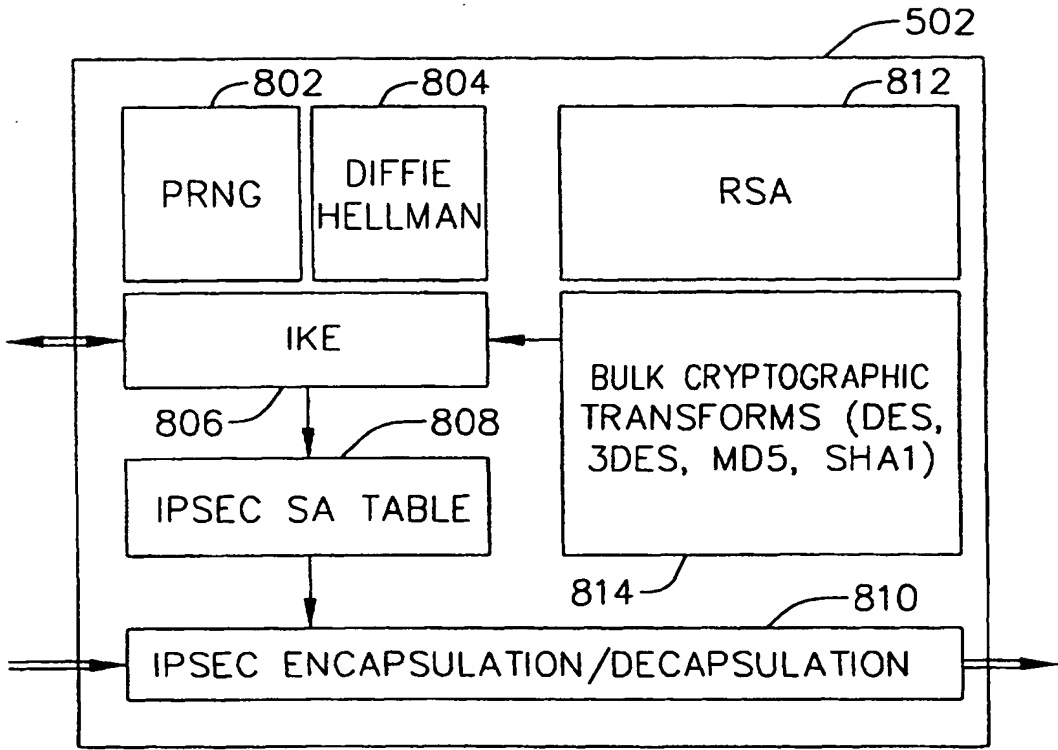 502
802
804
812
PRNG
DIFFIE
HELLMAN
RSA
IKE
806
808
BULK CRYPTOGRAPHIC
TRANSFORMS (DES,
3DES, MD5, SHA1)
IPSEC SA TABLE
814
810
IPSEC ENCAPSULATION/DECAPSULATION